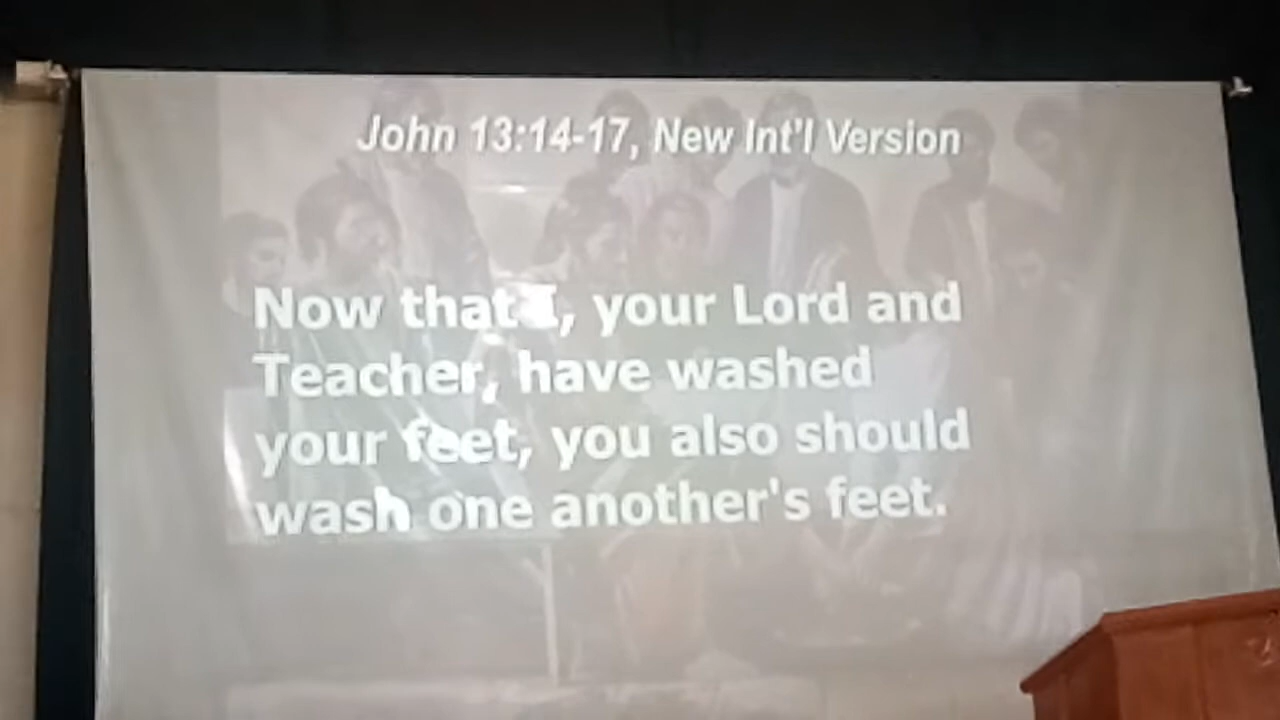 John 13:14-17, New Int'l Version
Now that I, your Lord and
Teacher, have washed
your feet, you also should
wash one another's feet.